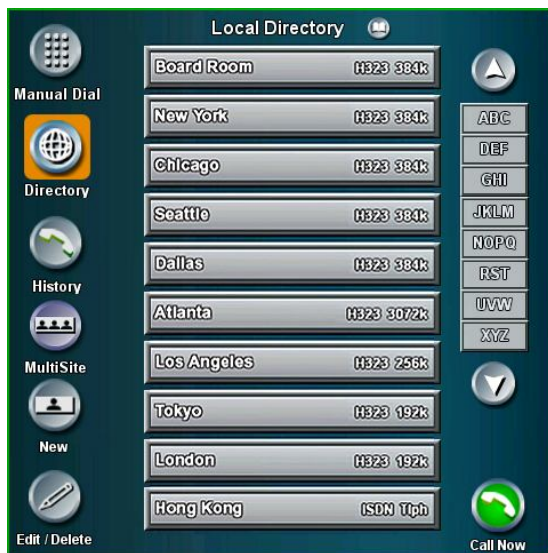 Local Directory
Manual Dial
Directory
History
MultiSite
New
Edit / Delete
Board Room H323 384k
New York H323 384k
Chicago H323 384k
Seattle H323 384k
Dallas H323 384k
Atlanta H323 3072k
Los Angeles H323 256k
Tokyo H323 192k
London H323 192k
Hong Kong ISDN Tlph
ABC
DEF
GHI
JKLM
NOPQ
RST
UVW
XYZ
Call Now